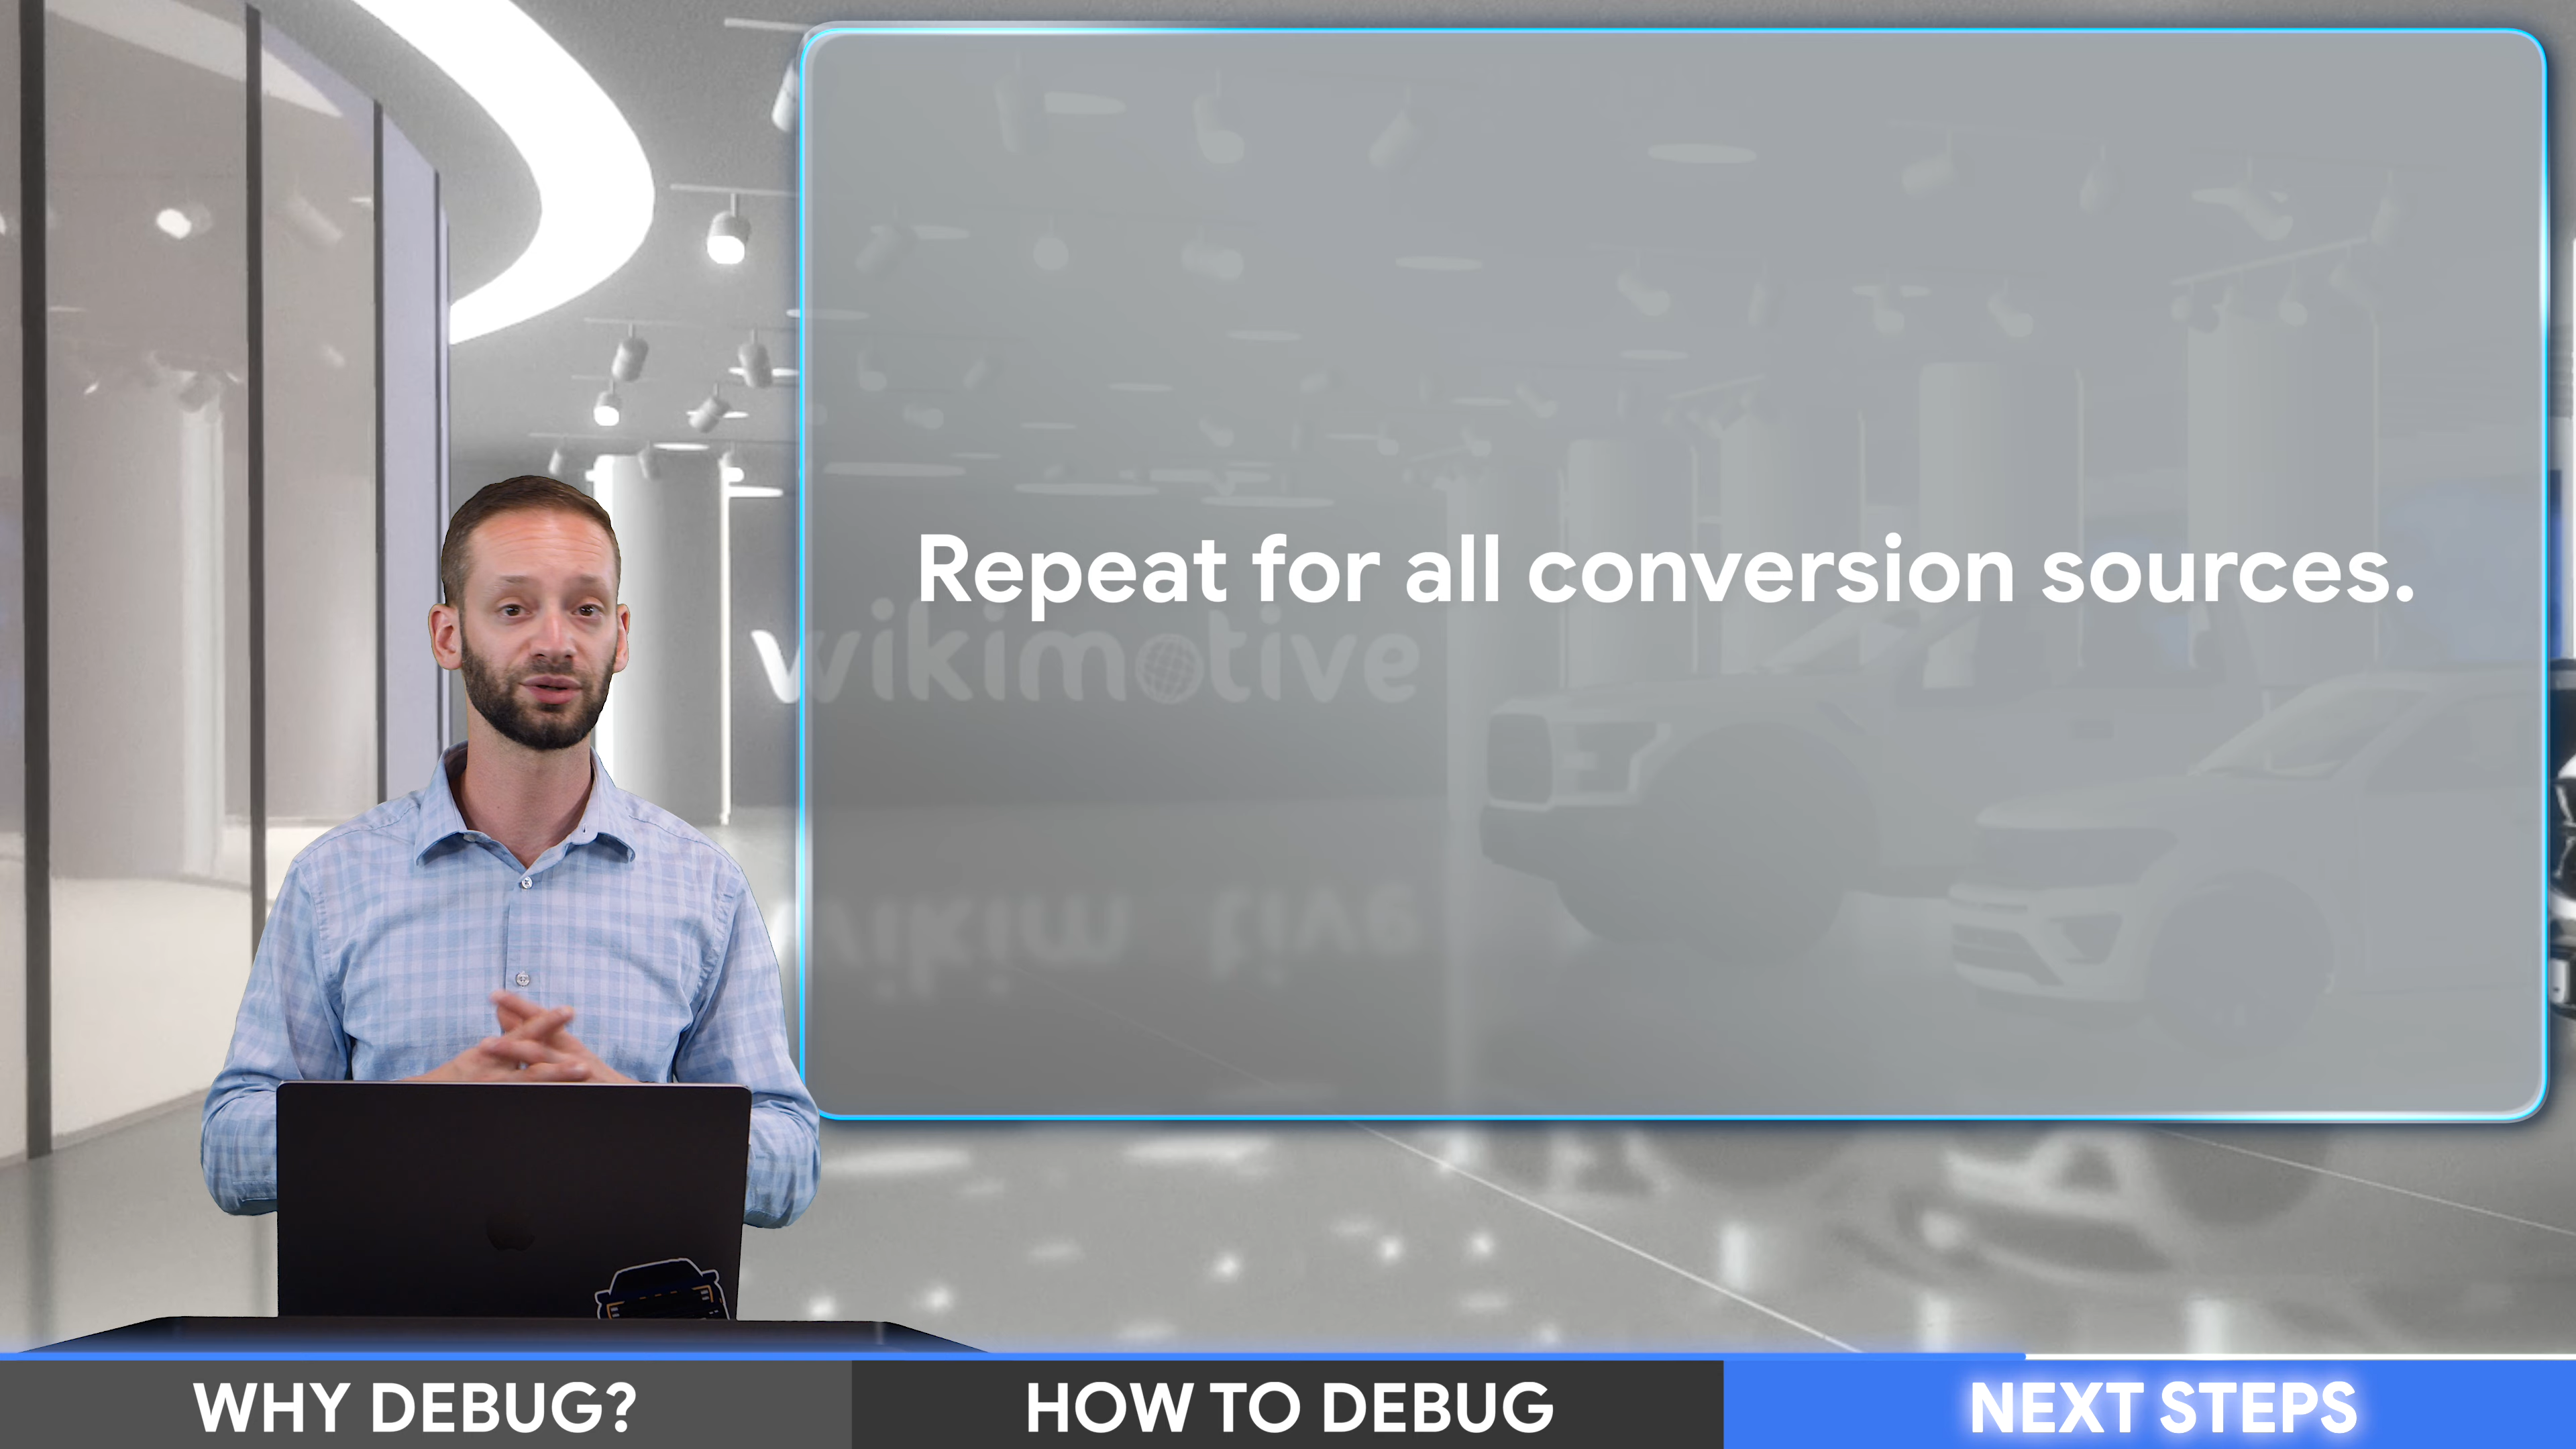 Repeat for all conversion sources.
wikimotive
WHY DEBUG?
HOW TO DEBUG
NEXT STEPS